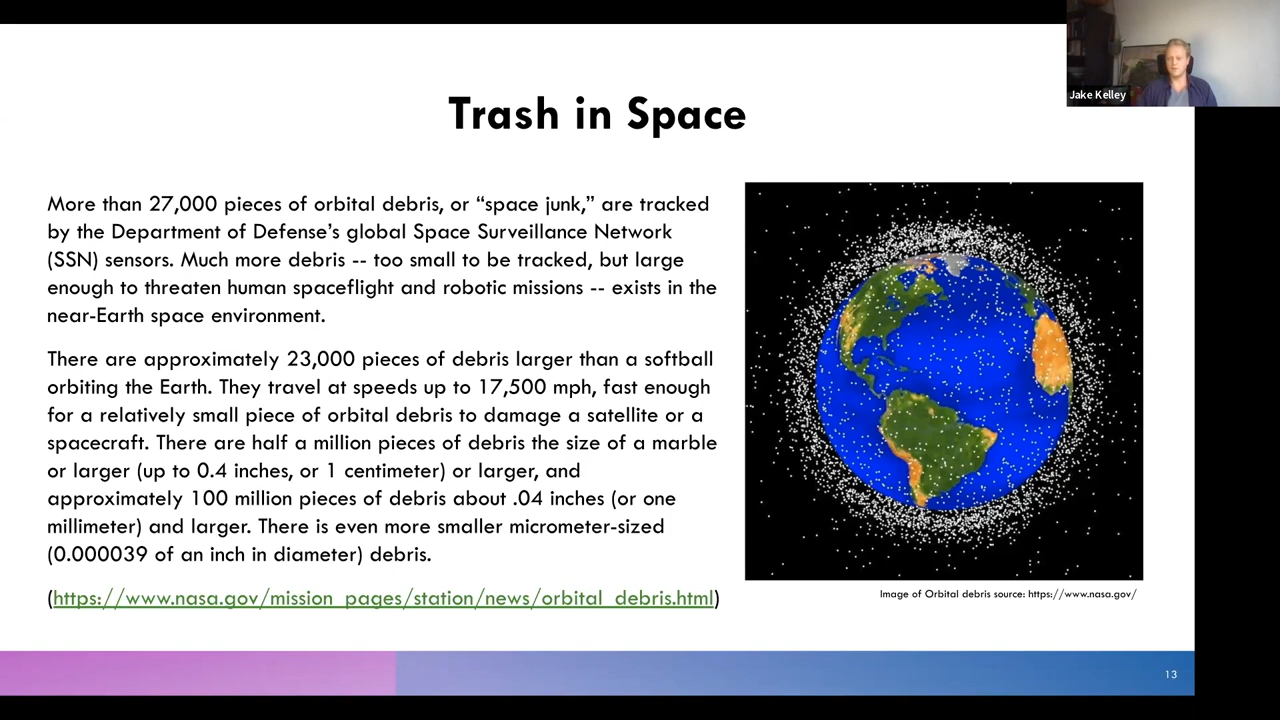 Jake Kelley
Trash in Space
More than 27,000 pieces of orbital debris, or “space junk,” are tracked
by the Department of Defense’s global Space Surveillance Network
(SSN) sensors. Much more debris -- too small to be tracked, but large
enough to threaten human spaceflight and robotic missions -- exists in the
near-Earth space environment.
There are approximately 23,000 pieces of debris larger than a softball
orbiting the Earth. They travel at speeds up to 17,500 mph, fast enough
for a relatively small piece of orbital debris to damage a satellite or a
spacecraft. There are half a million pieces of debris the size of a marble
or larger (up to 0.4 inches, or 1 centimeter) or larger, and
approximately 100 million pieces of debris about .04 inches (or one
millimeter) and larger. There is even more smaller micrometer-sized
(0.000039 of an inch in diameter) debris.
(https://www.nasa.gov/mission_pages/station/news/orbital_debris.html)
Image of Orbital debris source: https://www.nasa.gov/
13